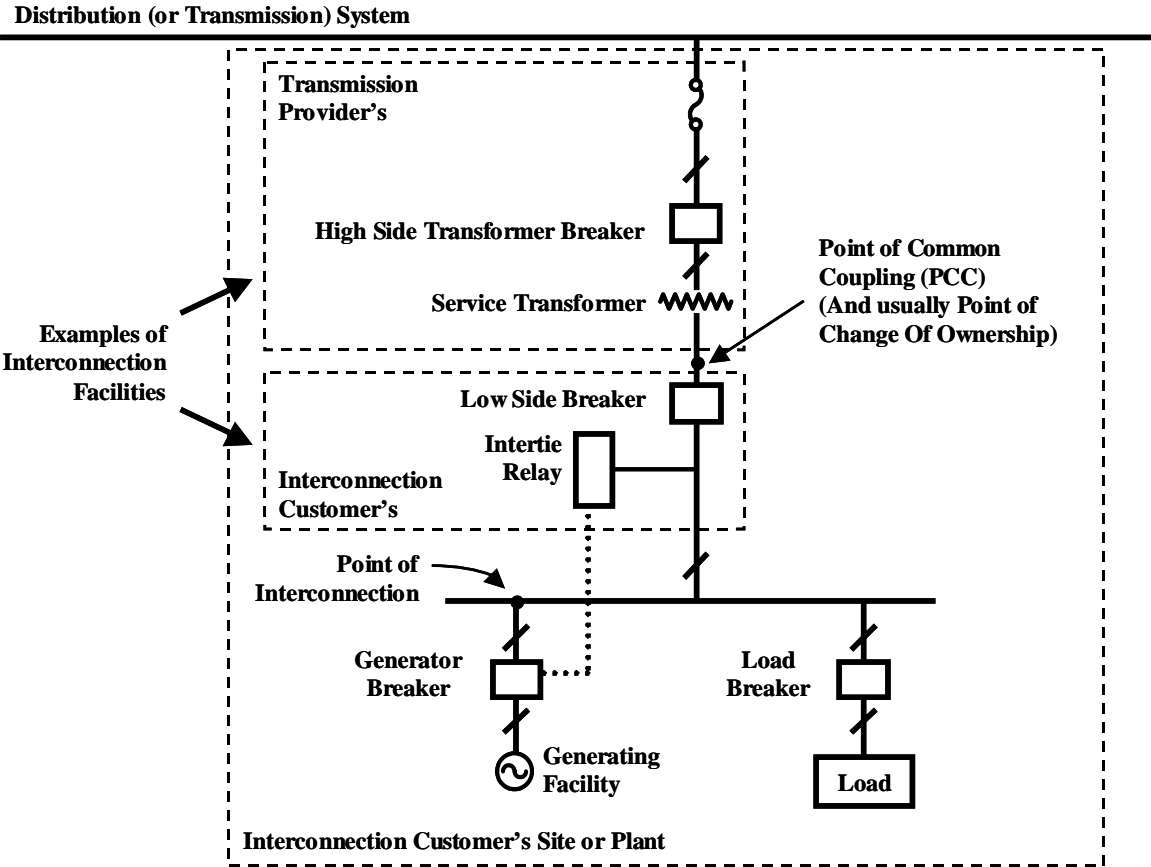 Distribution (or Transmission) System
Transmission
Provider's
High Side Transformer Breaker
Service Transformer
Point of Common
Coupling (PCC)
(And usually Point of
Change Of Ownership)
Examples of
Interconnection
Facilities
Low Side Breaker
Intertie
Relay
Interconnection
Customer's
Point of
Interconnection
Generator
Breaker
Load
Breaker
Generating
Facility
Load
Interconnection Customer's Site or Plant